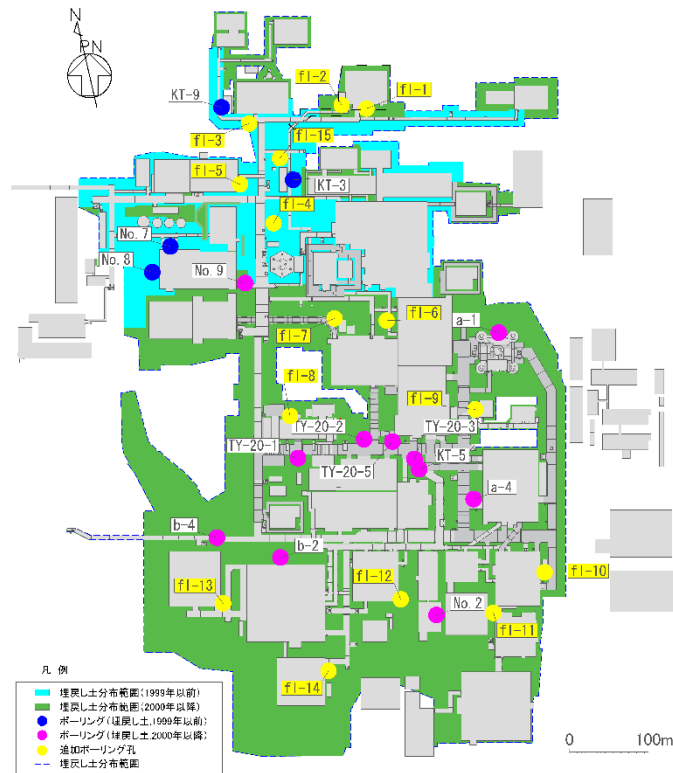 N
PN
fl-2
fl-1
KT-9
fl-3
fl-15
fl-5
KT-3
fl-4
No. 7
No. 8
No. 9
fl-7
fl-6
a-1
fl-8
fl-9
TY-20-2
TY-20-3
TY-20-1
KT-5
TY-20-5
a-4
b-4
b-2
fl-12
fl-10
fl-13
No. 2
fl-11
fl-14
凡 例
埋戻し土分布範囲(1999年以前)
埋戻し土分布範囲(2000年以降)
ボーリング(埋戻し土,1999年以前)
ボーリング(埋戻し土,2000年以降)
追加ボーリング孔
埋戻し土分布範囲
0 100m